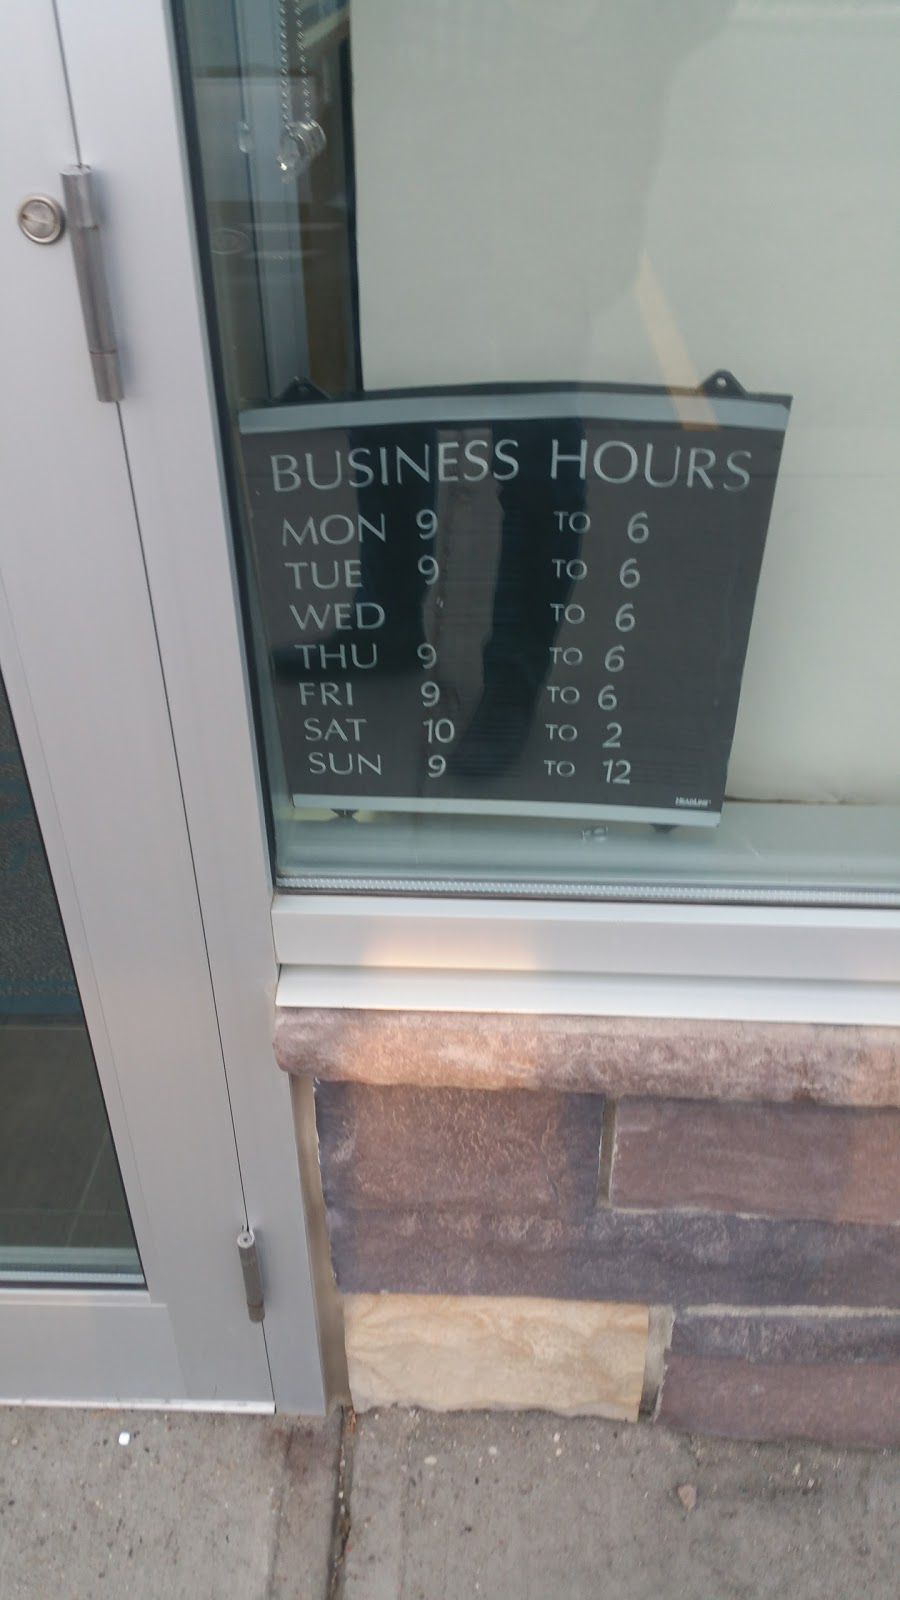 BUSINESS HOURS
MON 9 TO 6
TUE 9 TO 6
WED TO 6
THU 9 TO 6
FRI 9 TO 6
SAT 10 TO 2
SUN 9 TO 12